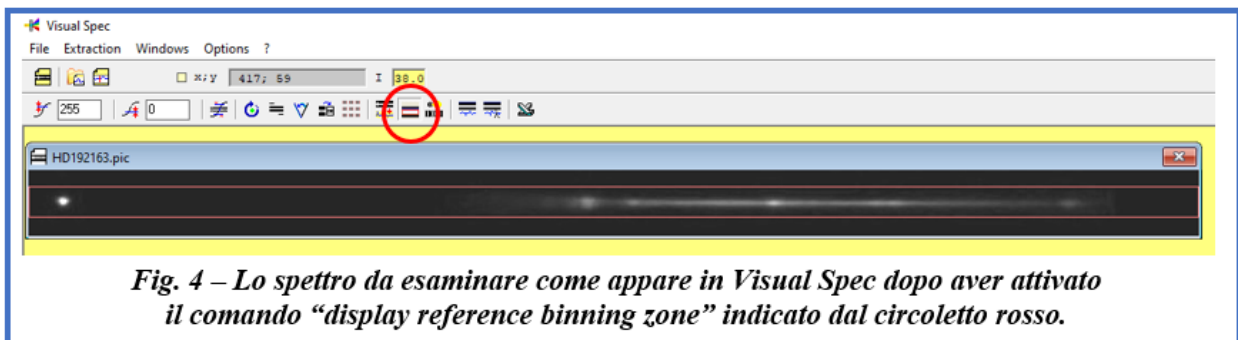 Visual Spec
File Extraction Windows Options ?
x;y 417; 59 I 38.0
255 0
HD192163.pic
Fig. 4 – Lo spettro da esaminare come appare in Visual Spec dopo aver attivato
il comando “display reference binning zone” indicato dal circoletto rosso.